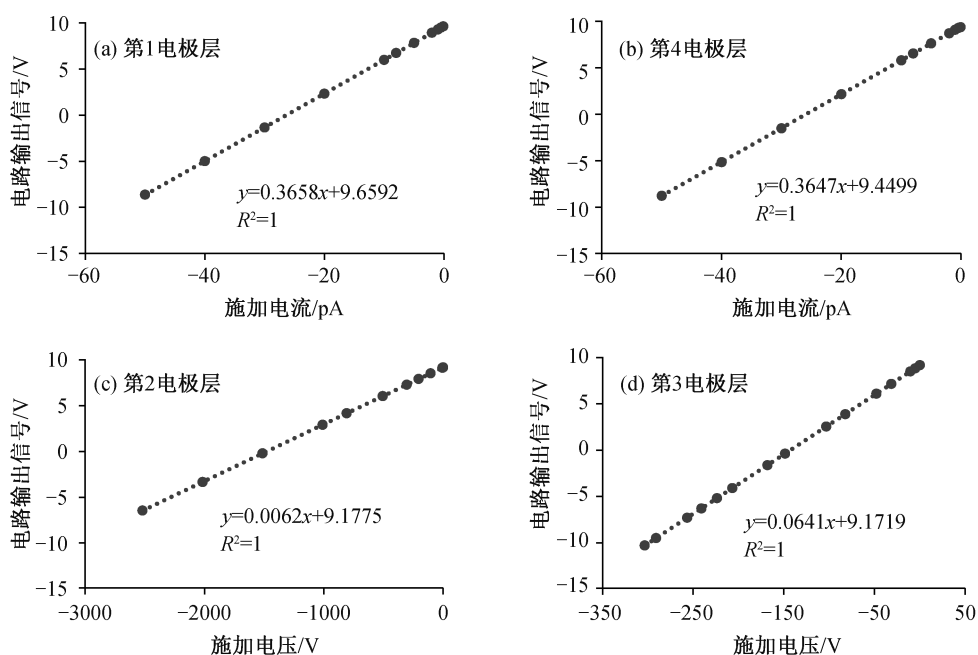 (a) 第1电极层
电路输出信号/V
10
5
0
−5
−10
−15
y=0.3658x+9.6592
R²=1
−60
−40
−20
0
施加电流/pA
(b) 第4电极层
电路输出信号/V
10
5
0
−5
−10
−15
y=0.3647x+9.4499
R²=1
−60
−40
−20
0
施加电流/pA
(c) 第2电极层
电路输出信号/V
10
5
0
−5
−10
−15
y=0.0062x+9.1775
R²=1
−3000
−2000
−1000
0
施加电压/V
(d) 第3电极层
电路输出信号/V
10
5
0
−5
−10
−15
y=0.0641x+9.1719
R²=1
−350
−250
−150
−50
50
施加电压/V